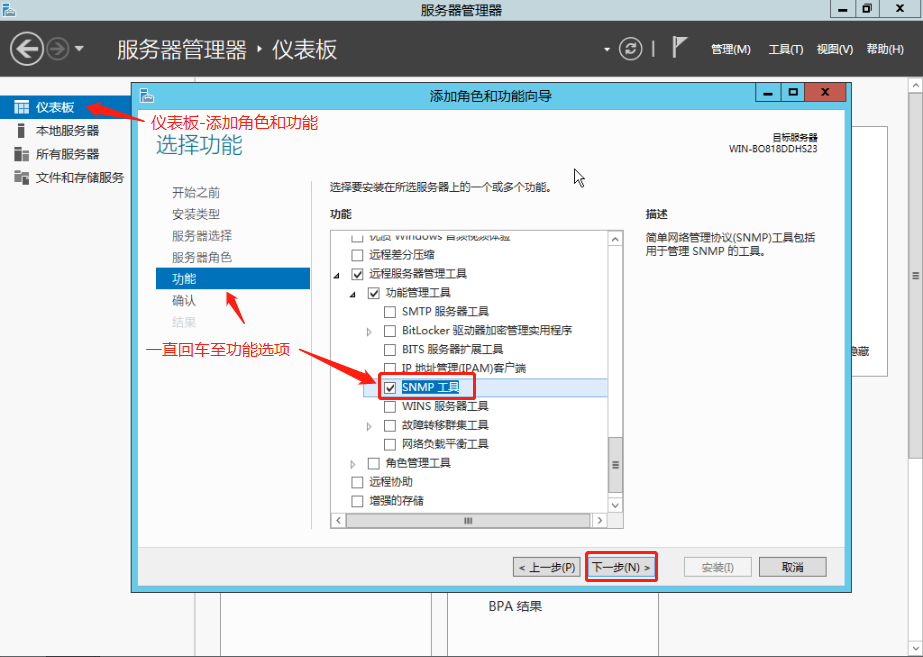 服务器管理器
服务器管理器 · 仪表板
管理(M) 工具(T) 视图(V) 帮助(H)
仪表板
本地服务器
所有服务器
文件和存储服务
添加角色和功能向导
仪表板-添加角色和功能
选择功能
目标服务器
WIN-BO818DDHS23
开始之前
安装类型
服务器选择
服务器角色
功能
确认
结果
一直回车至功能选项
选择要安装在所选服务器上的一个或多个功能。
功能
优质 Windows 音频视频体验
远程差分压缩
远程服务器管理工具
功能管理工具
SMTP 服务器工具
BitLocker 驱动器加密管理实用程序
BITS 服务器扩展工具
IP 地址管理(IPAM)客户端
SNMP 工具
WINS 服务器工具
故障转移群集工具
网络负载平衡工具
角色管理工具
远程协助
增强的存储
描述
简单网络管理协议(SNMP)工具包括
用于管理 SNMP 的工具。
隐藏
< 上一步(P) 下一步(N) > 安装(I) 取消
BPA 结果